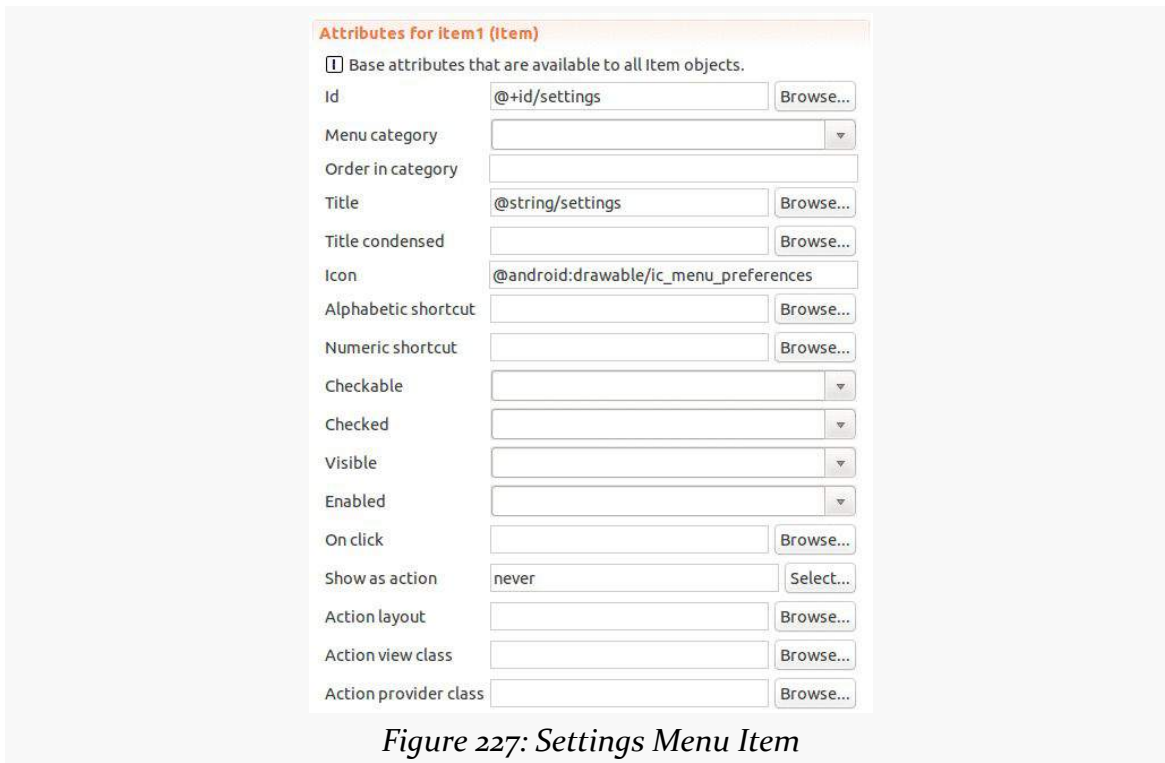 Attributes for item1 (Item)
I Base attributes that are available to all Item objects.
Id @+id/settings Browse...
Menu category
Order in category
Title @string/settings Browse...
Title condensed Browse...
Icon @android:drawable/ic_menu_preferences
Alphabetic shortcut Browse...
Numeric shortcut Browse...
Checkable
Checked
Visible
Enabled
On click Browse...
Show as action never Select...
Action layout Browse...
Action view class Browse...
Action provider class Browse...
Figure 227: Settings Menu Item